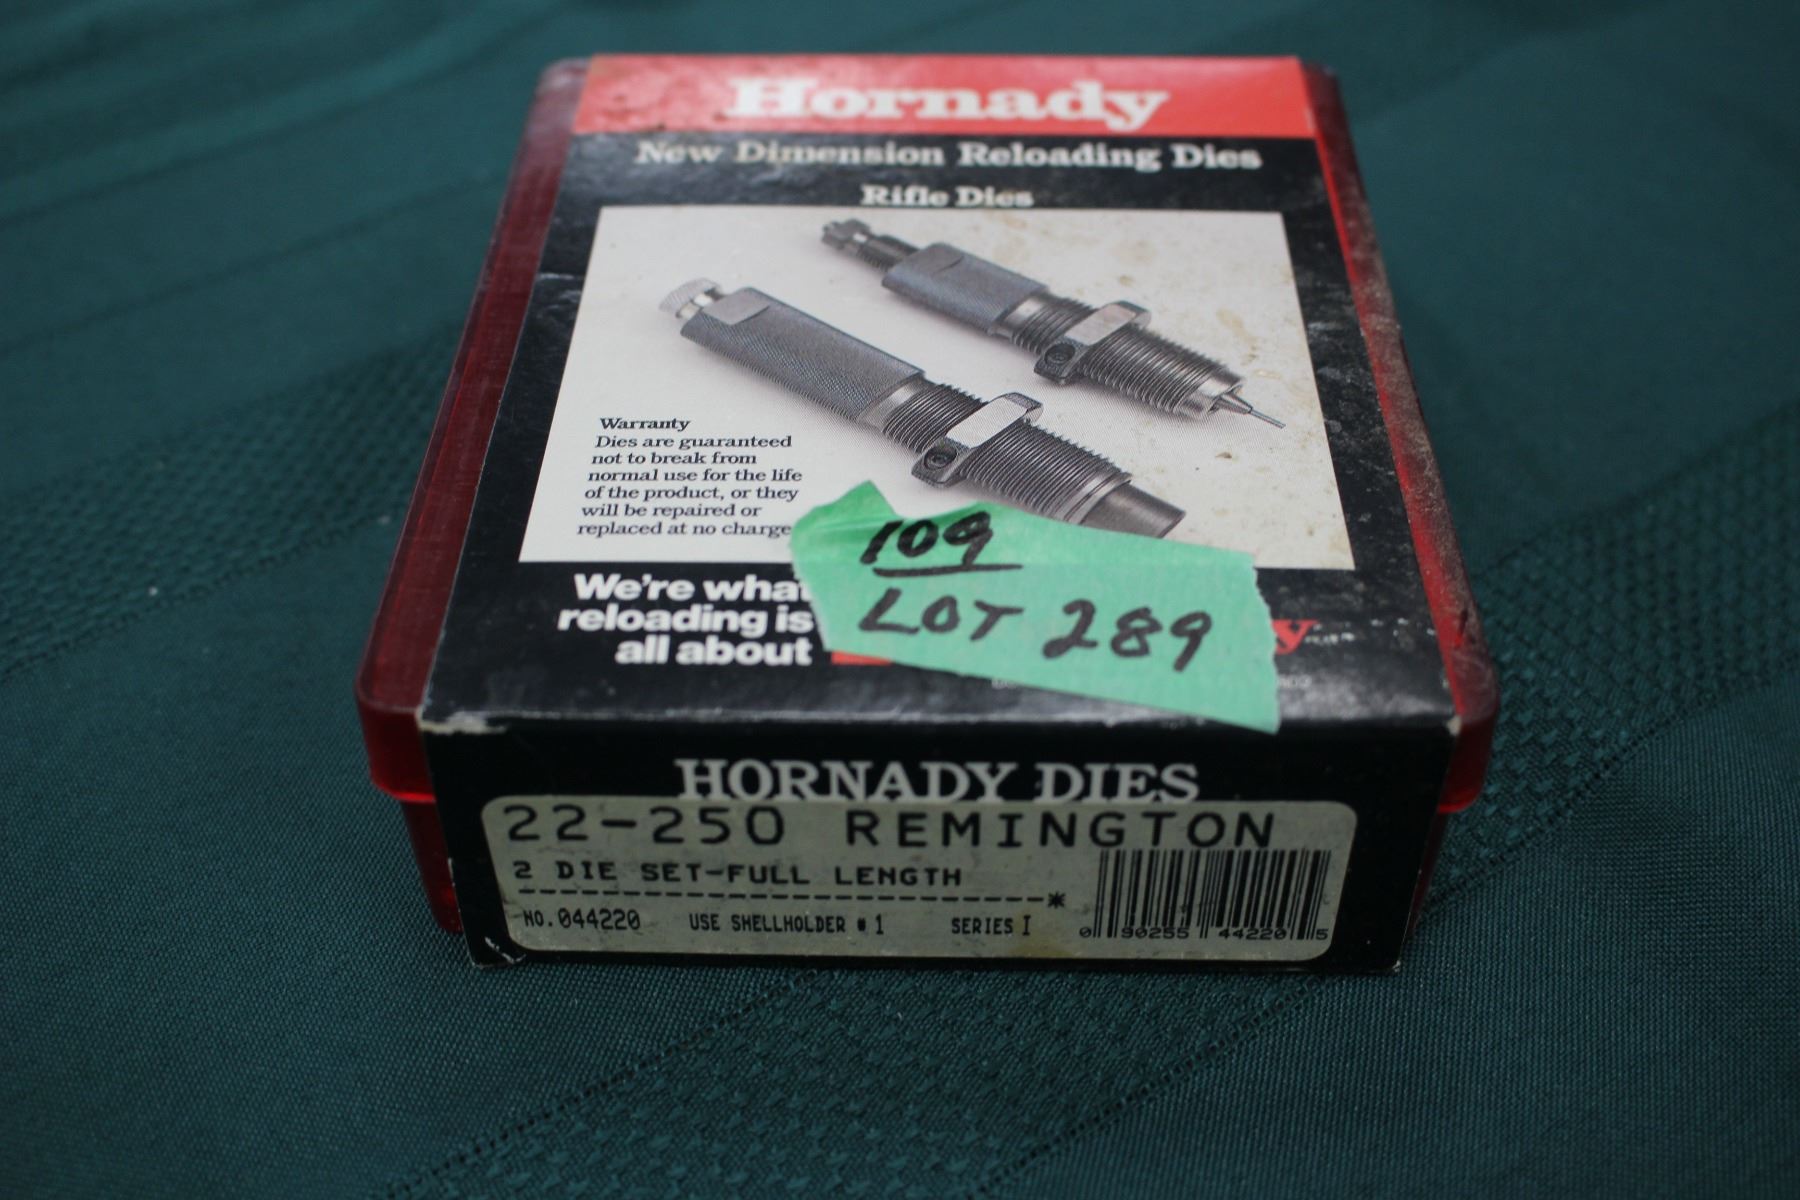 Hornady
New Dimension Reloading Dies
Rifle Dies
Warranty
Dies are guaranteed
not to break from
normal use for the life
of the product, or they
will be repaired or
replaced at no charge
109
LOT 289
We're what
reloading is
all about
HORNADY DIES
22-250 REMINGTON
2 DIE SET-FULL LENGTH
NO. 044220 USE SHELLHOLDER # 1 SERIES I
0 90255 44220 5